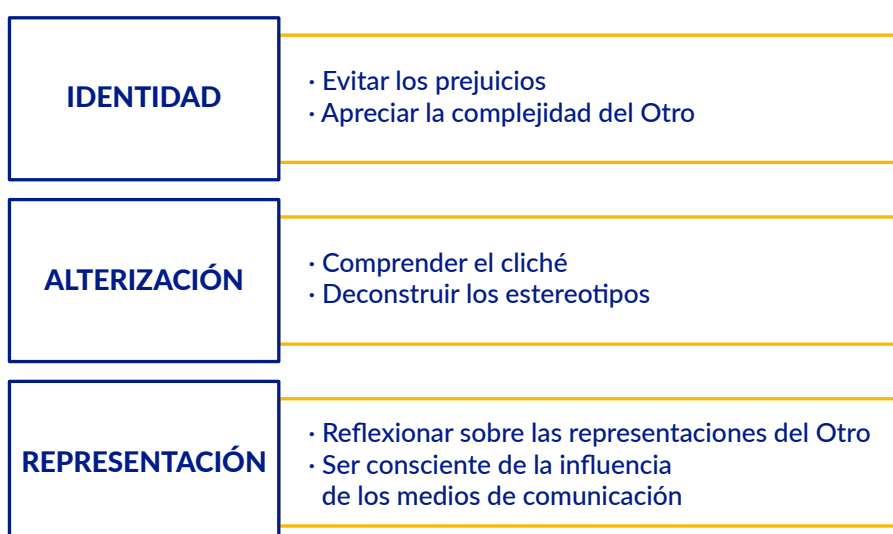 IDENTIDAD
· Evitar los prejuicios
· Apreciar la complejidad del Otro
ALTERIZACIÓN
· Comprender el cliché
· Deconstruir los estereotipos
REPRESENTACIÓN
· Reflexionar sobre las representaciones del Otro
· Ser consciente de la influencia
de los medios de comunicación